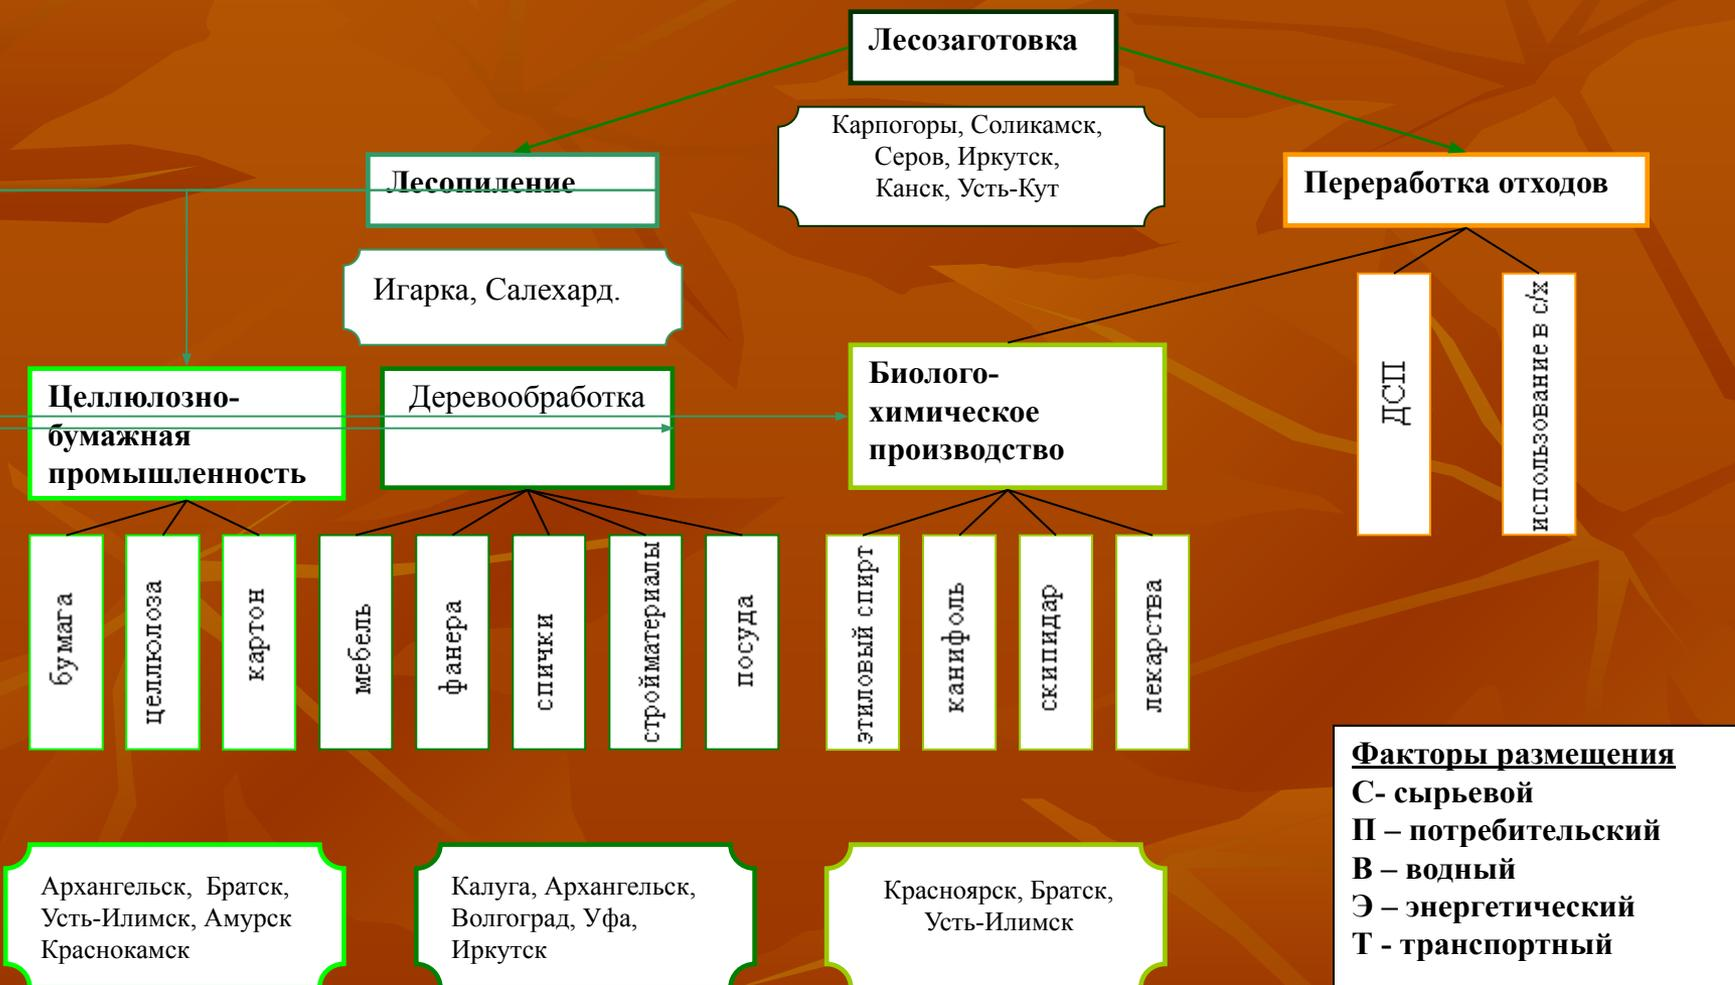 Лесозаготовка
Карпогоры, Соликамск,
Серов, Иркутск,
Канск, Усть-Кут
Лесопиление
Переработка отходов
Игарка, Салехард.
ДСП
использование в с/х
Целлюлозно-
бумажная
промышленность
Деревообработка
Биолого-
химическое
производство
бумага
целлюлоза
картон
мебель
фанера
спички
стройматериалы
посуда
этиловый спирт
канифоль
скипидар
лекарства
Архангельск, Братск,
Усть-Илимск, Амурск
Краснокамск
Калуга, Архангельск,
Волгоград, Уфа,
Иркутск
Красноярск, Братск,
Усть-Илимск
Факторы размещения
С- сырьевой
П – потребительский
В – водный
Э – энергетический
Т - транспортный